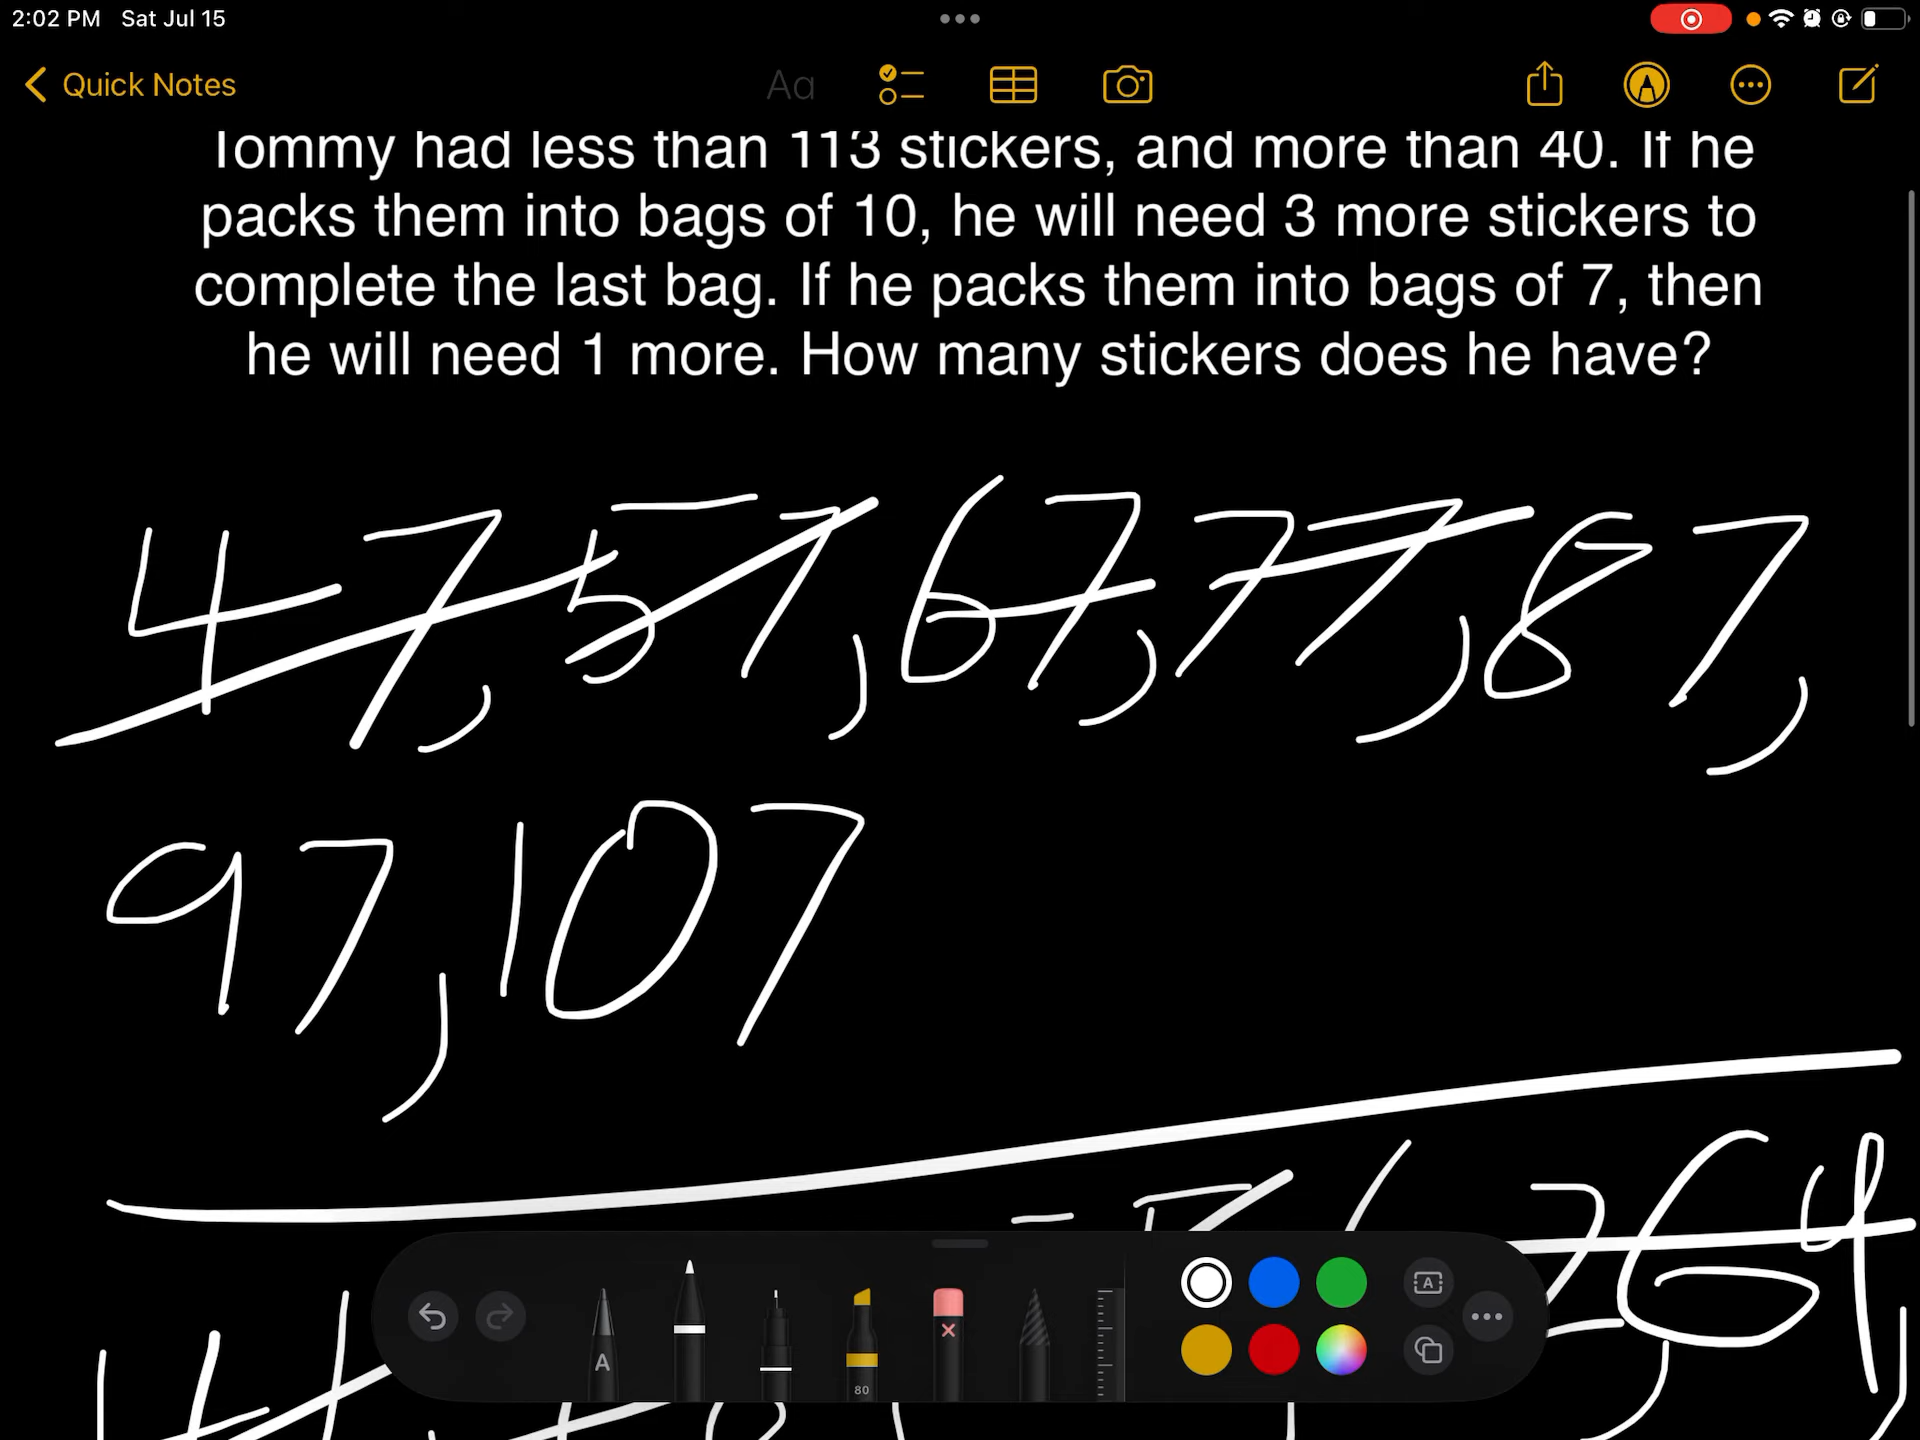 2:02 PM Sat Jul 15
Quick Notes
Aa
Tommy had less than 113 stickers, and more than 40. If he
packs them into bags of 10, he will need 3 more stickers to
complete the last bag. If he packs them into bags of 7, then
he will need 1 more. How many stickers does he have?
47, 57, 67, 77, 87,
97, 107
64,
A
80
A